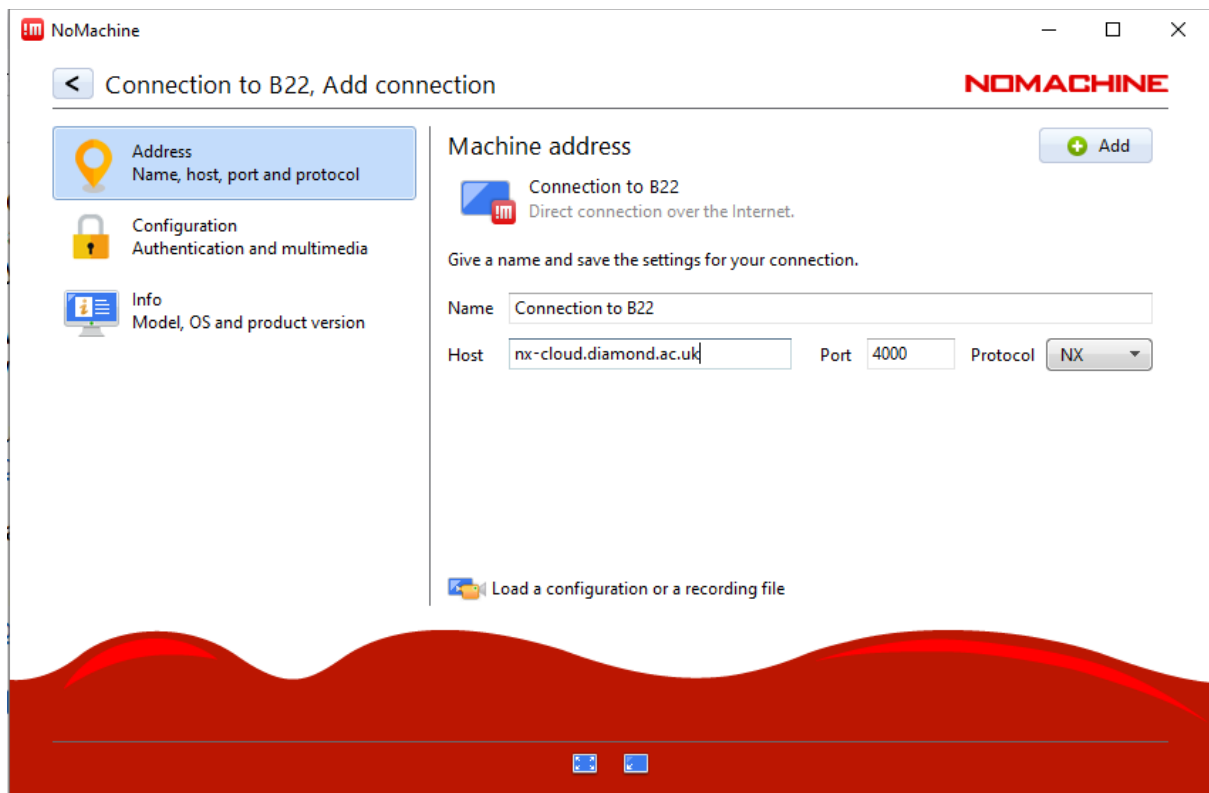 NoMachine
< Connection to B22, Add connection
NOMACHINE
Address
Name, host, port and protocol
Configuration
Authentication and multimedia
Info
Model, OS and product version
Machine address
Add
Connection to B22
Direct connection over the Internet.
Give a name and save the settings for your connection.
Name Connection to B22
Host nx-cloud.diamond.ac.uk Port 4000 Protocol NX
Load a configuration or a recording file